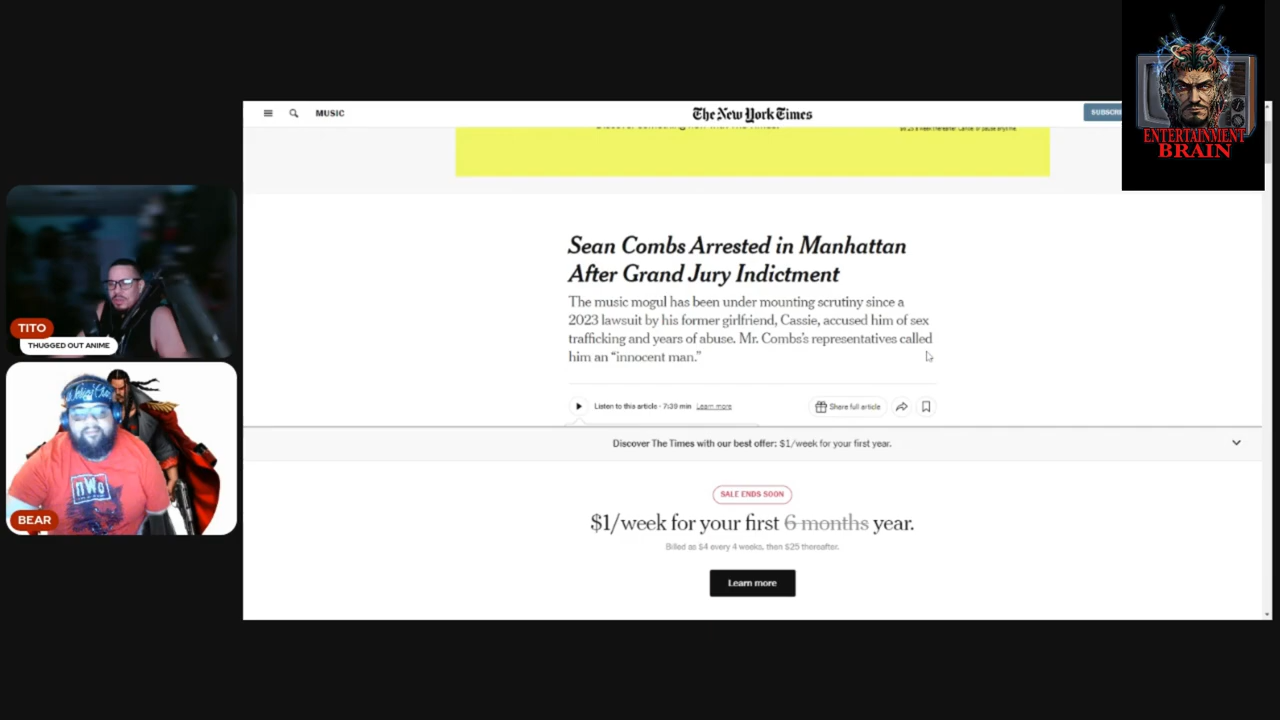 MUSIC
The New York Times
SUBSCRI
ENTERTAINMENT
BRAIN
Sean Combs Arrested in Manhattan
After Grand Jury Indictment
The music mogul has been under mounting scrutiny since a
2023 lawsuit by his former girlfriend, Cassie, accused him of sex
trafficking and years of abuse. Mr. Combs's representatives called
him an “innocent man.”
Listen to this article · 7:39 min Learn more
Share full article
TITO
THUGGED OUT ANIME
nWo
BEAR
Discover The Times with our best offer: $1/week for your first year.
SALE ENDS SOON
$1/week for your first 6 months year.
Billed as $4 every 4 weeks, then $25 thereafter.
Learn more